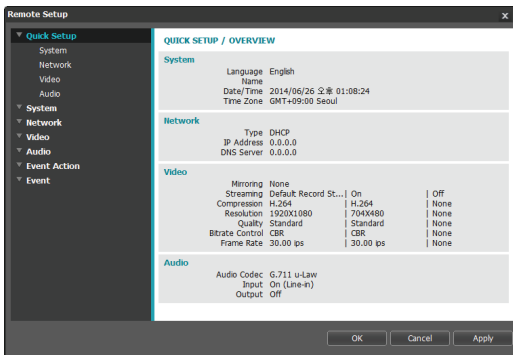 Remote Setup x
Quick Setup
System
Network
Video
Audio
System
Network
Video
Audio
Event Action
Event
QUICK SETUP / OVERVIEW
System
Language English
Name
Date/Time 2014/06/26 오후 01:08:24
Time Zone GMT+09:00 Seoul
Network
Type DHCP
IP Address 0.0.0.0
DNS Server 0.0.0.0
Video
Mirroring None
Streaming Default Record St...| On | Off
Compression H.264 | H.264 | None
Resolution 1920X1080 | 704X480 | None
Quality Standard | Standard | None
Bitrate Control CBR | CBR | None
Frame Rate 30.00 ips | 30.00 ips | None
Audio
Audio Codec G.711 u-Law
Input On (Line-in)
Output Off
OK Cancel Apply